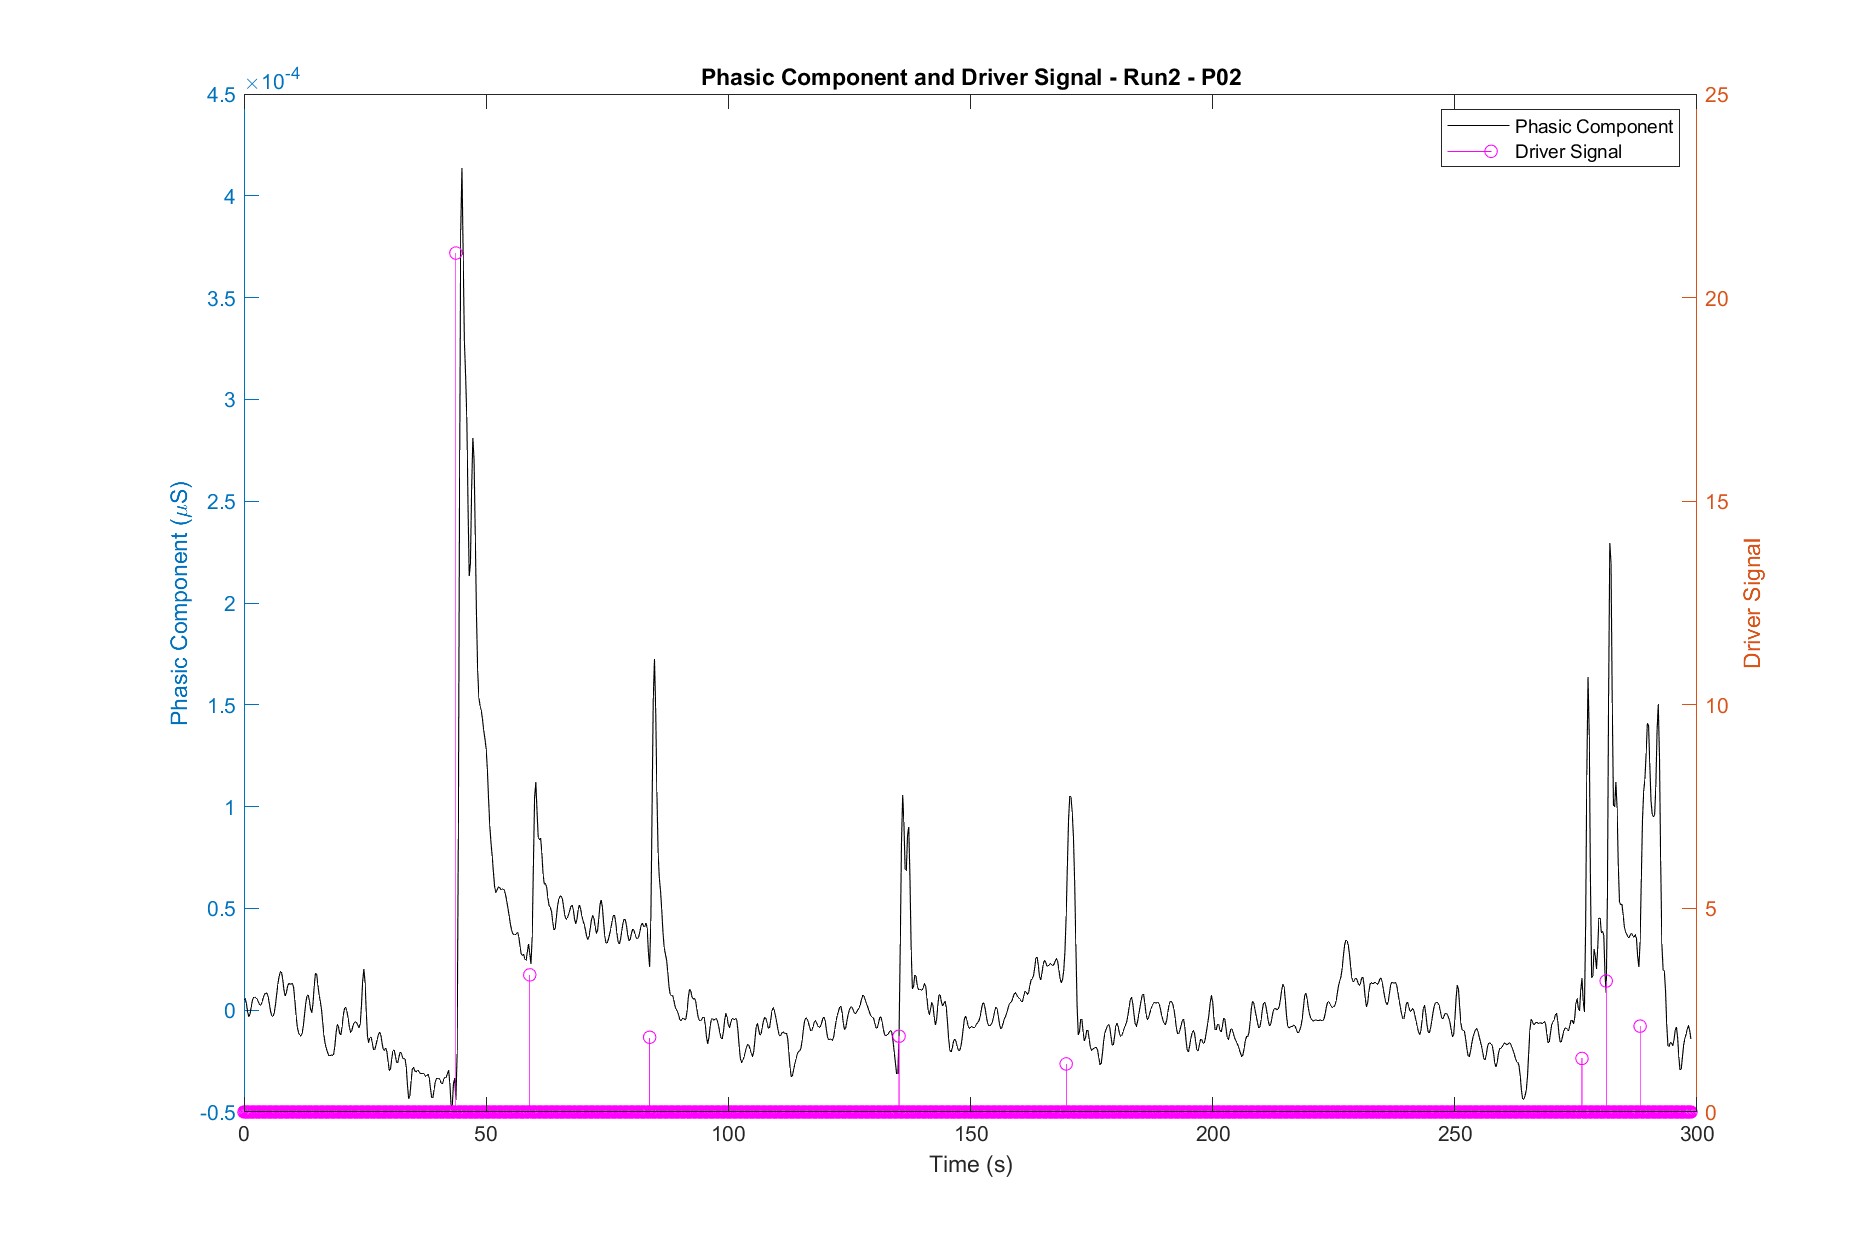 Phasic Component and Driver Signal - Run2 - P02
×10⁻⁴
4.5
4
3.5
3
2.5
2
1.5
1
0.5
0
-0.5
Phasic Component (μS)
25
20
15
10
5
0
Driver Signal
Phasic Component
Driver Signal
0 50 100 150 200 250 300
Time (s)